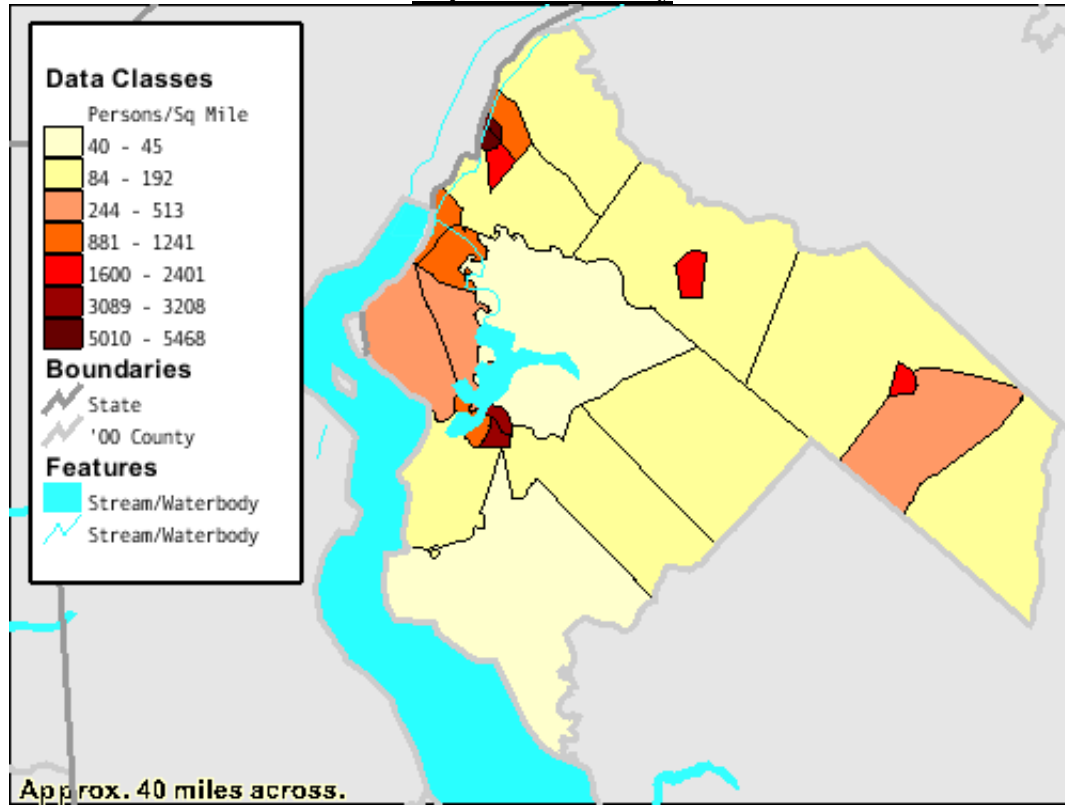 Data Classes
Persons/Sq Mile
40 - 45
84 - 192
244 - 513
881 - 1241
1600 - 2401
3089 - 3208
5010 - 5468
Boundaries
State
'00 County
Features
Stream/Waterbody
Stream/Waterbody
Approx. 40 miles across.